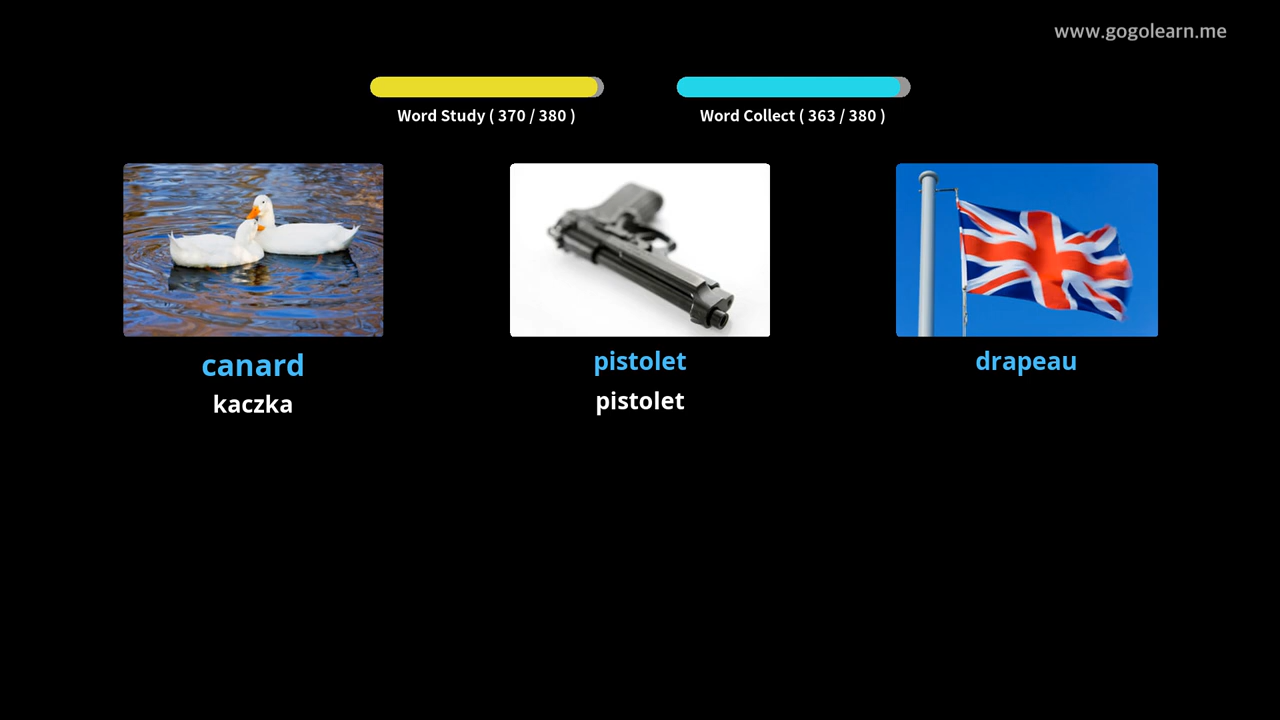 www.gogolearn.me
Word Study ( 370 / 380 )
Word Collect ( 363 / 380 )
canard
kaczka
pistolet
pistolet
drapeau